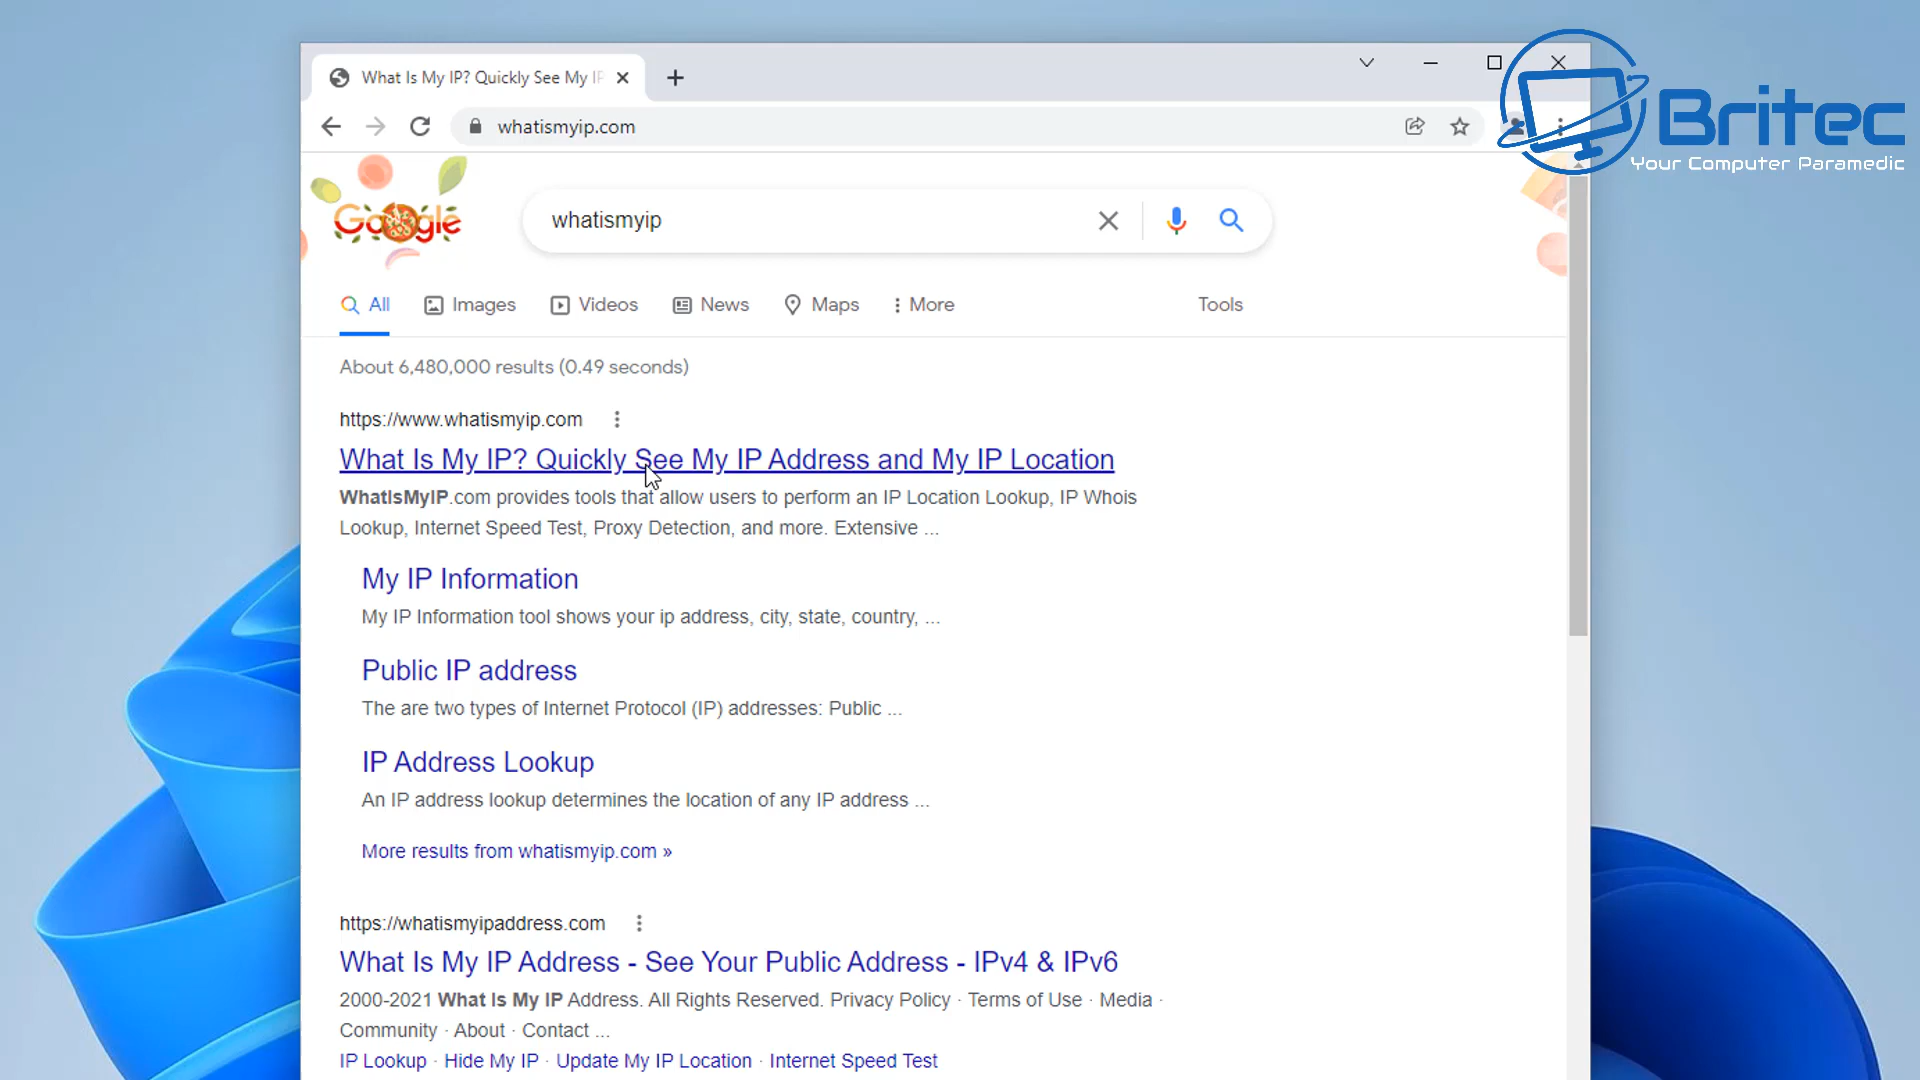 What Is My IP? Quickly See My IP
whatismyip.com
Britec
Your Computer Paramedic
Google
whatismyip
All
Images
Videos
News
Maps
More
Tools
About 6,480,000 results (0.49 seconds)
https://www.whatismyip.com
What Is My IP? Quickly See My IP Address and My IP Location
WhatIsMyIP.com provides tools that allow users to perform an IP Location Lookup, IP Whois
Lookup, Internet Speed Test, Proxy Detection, and more. Extensive ...
My IP Information
My IP Information tool shows your ip address, city, state, country, ...
Public IP address
The are two types of Internet Protocol (IP) addresses: Public ...
IP Address Lookup
An IP address lookup determines the location of any IP address ...
More results from whatismyip.com »
https://whatismyipaddress.com
What Is My IP Address - See Your Public Address - IPv4 & IPv6
2000-2021 What Is My IP Address. All Rights Reserved. Privacy Policy · Terms of Use · Media ·
Community · About · Contact ...
IP Lookup · Hide My IP · Update My IP Location · Internet Speed Test